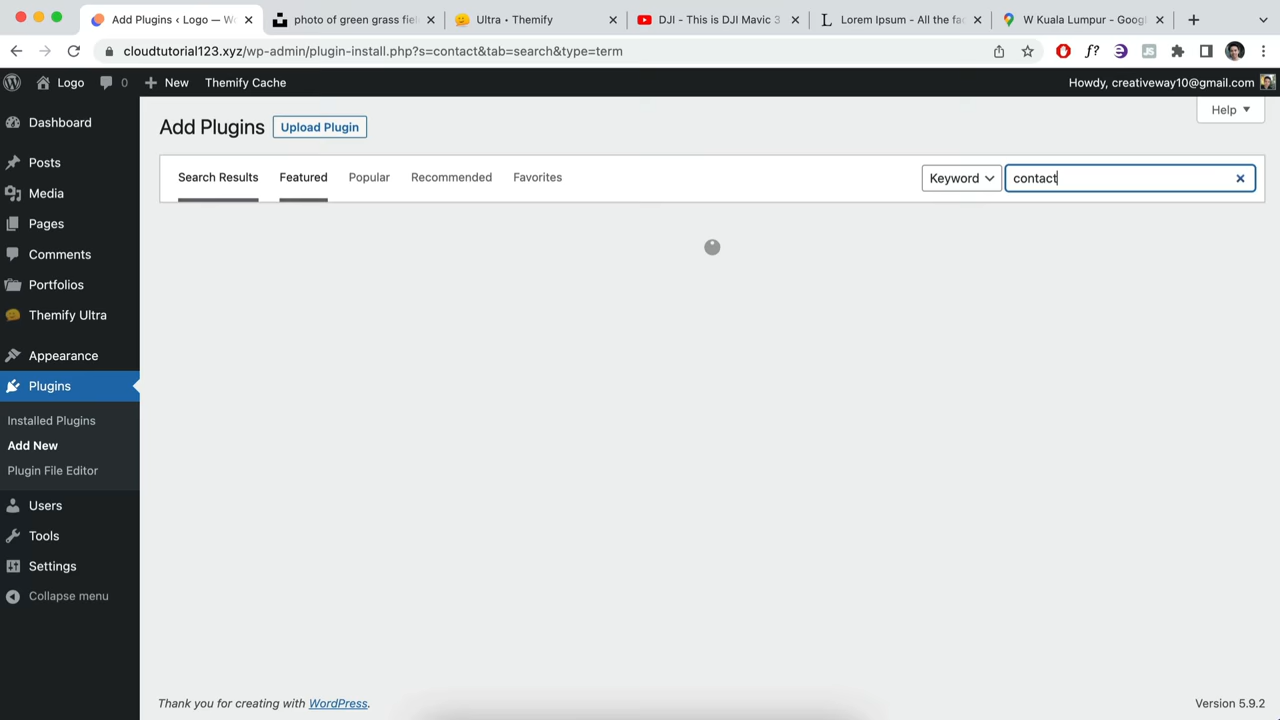 Add Plugins ‹ Logo — Wo
photo of green grass fiel
Ultra • Themify
DJI - This is DJI Mavic 3
Lorem Ipsum - All the fa
W Kuala Lumpur - Googl
cloudtutorial123.xyz/wp-admin/plugin-install.php?s=contact&tab=search&type=term
Logo
0
New
Themify Cache
Howdy, creativeway10@gmail.com
Help
Add Plugins
Upload Plugin
Search Results
Featured
Popular
Recommended
Favorites
Keyword
contact
Dashboard
Posts
Media
Pages
Comments
Portfolios
Themify Ultra
Appearance
Plugins
Installed Plugins
Add New
Plugin File Editor
Users
Tools
Settings
Collapse menu
Thank you for creating with WordPress.
Version 5.9.2